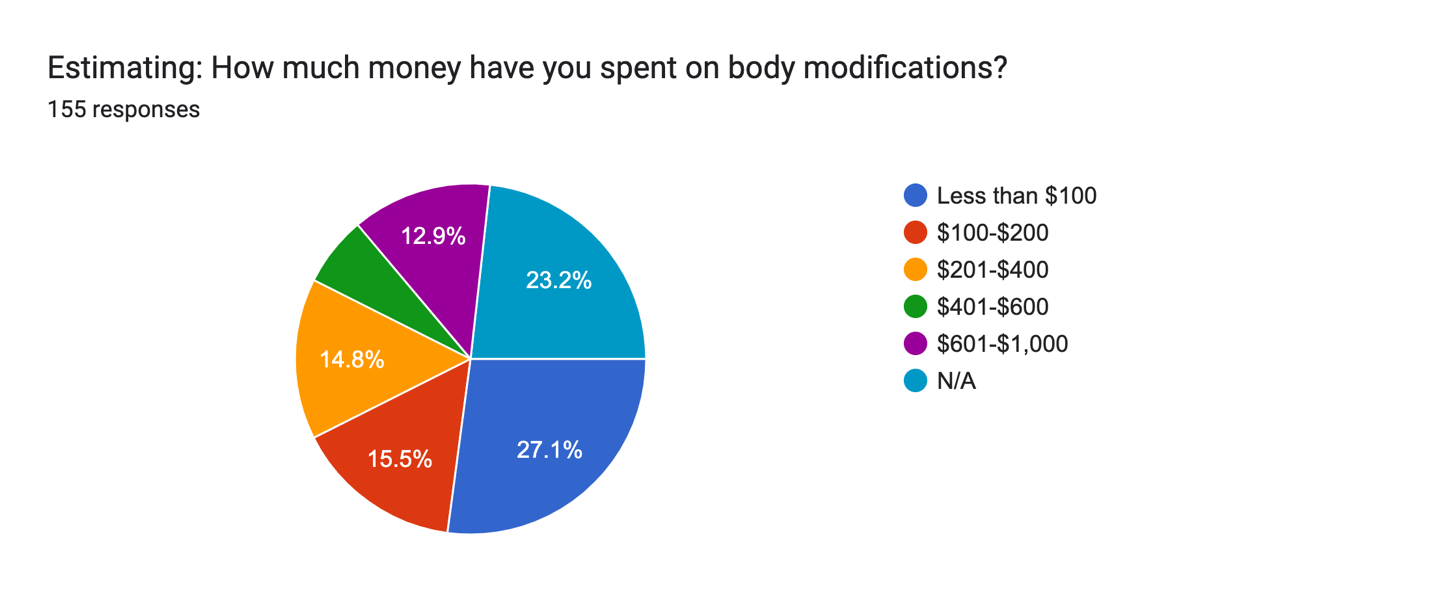 Estimating: How much money have you spent on body modifications?
155 responses
12.9%
23.2%
14.8%
15.5%
27.1%
Less than $100
$100-$200
$201-$400
$401-$600
$601-$1,000
N/A